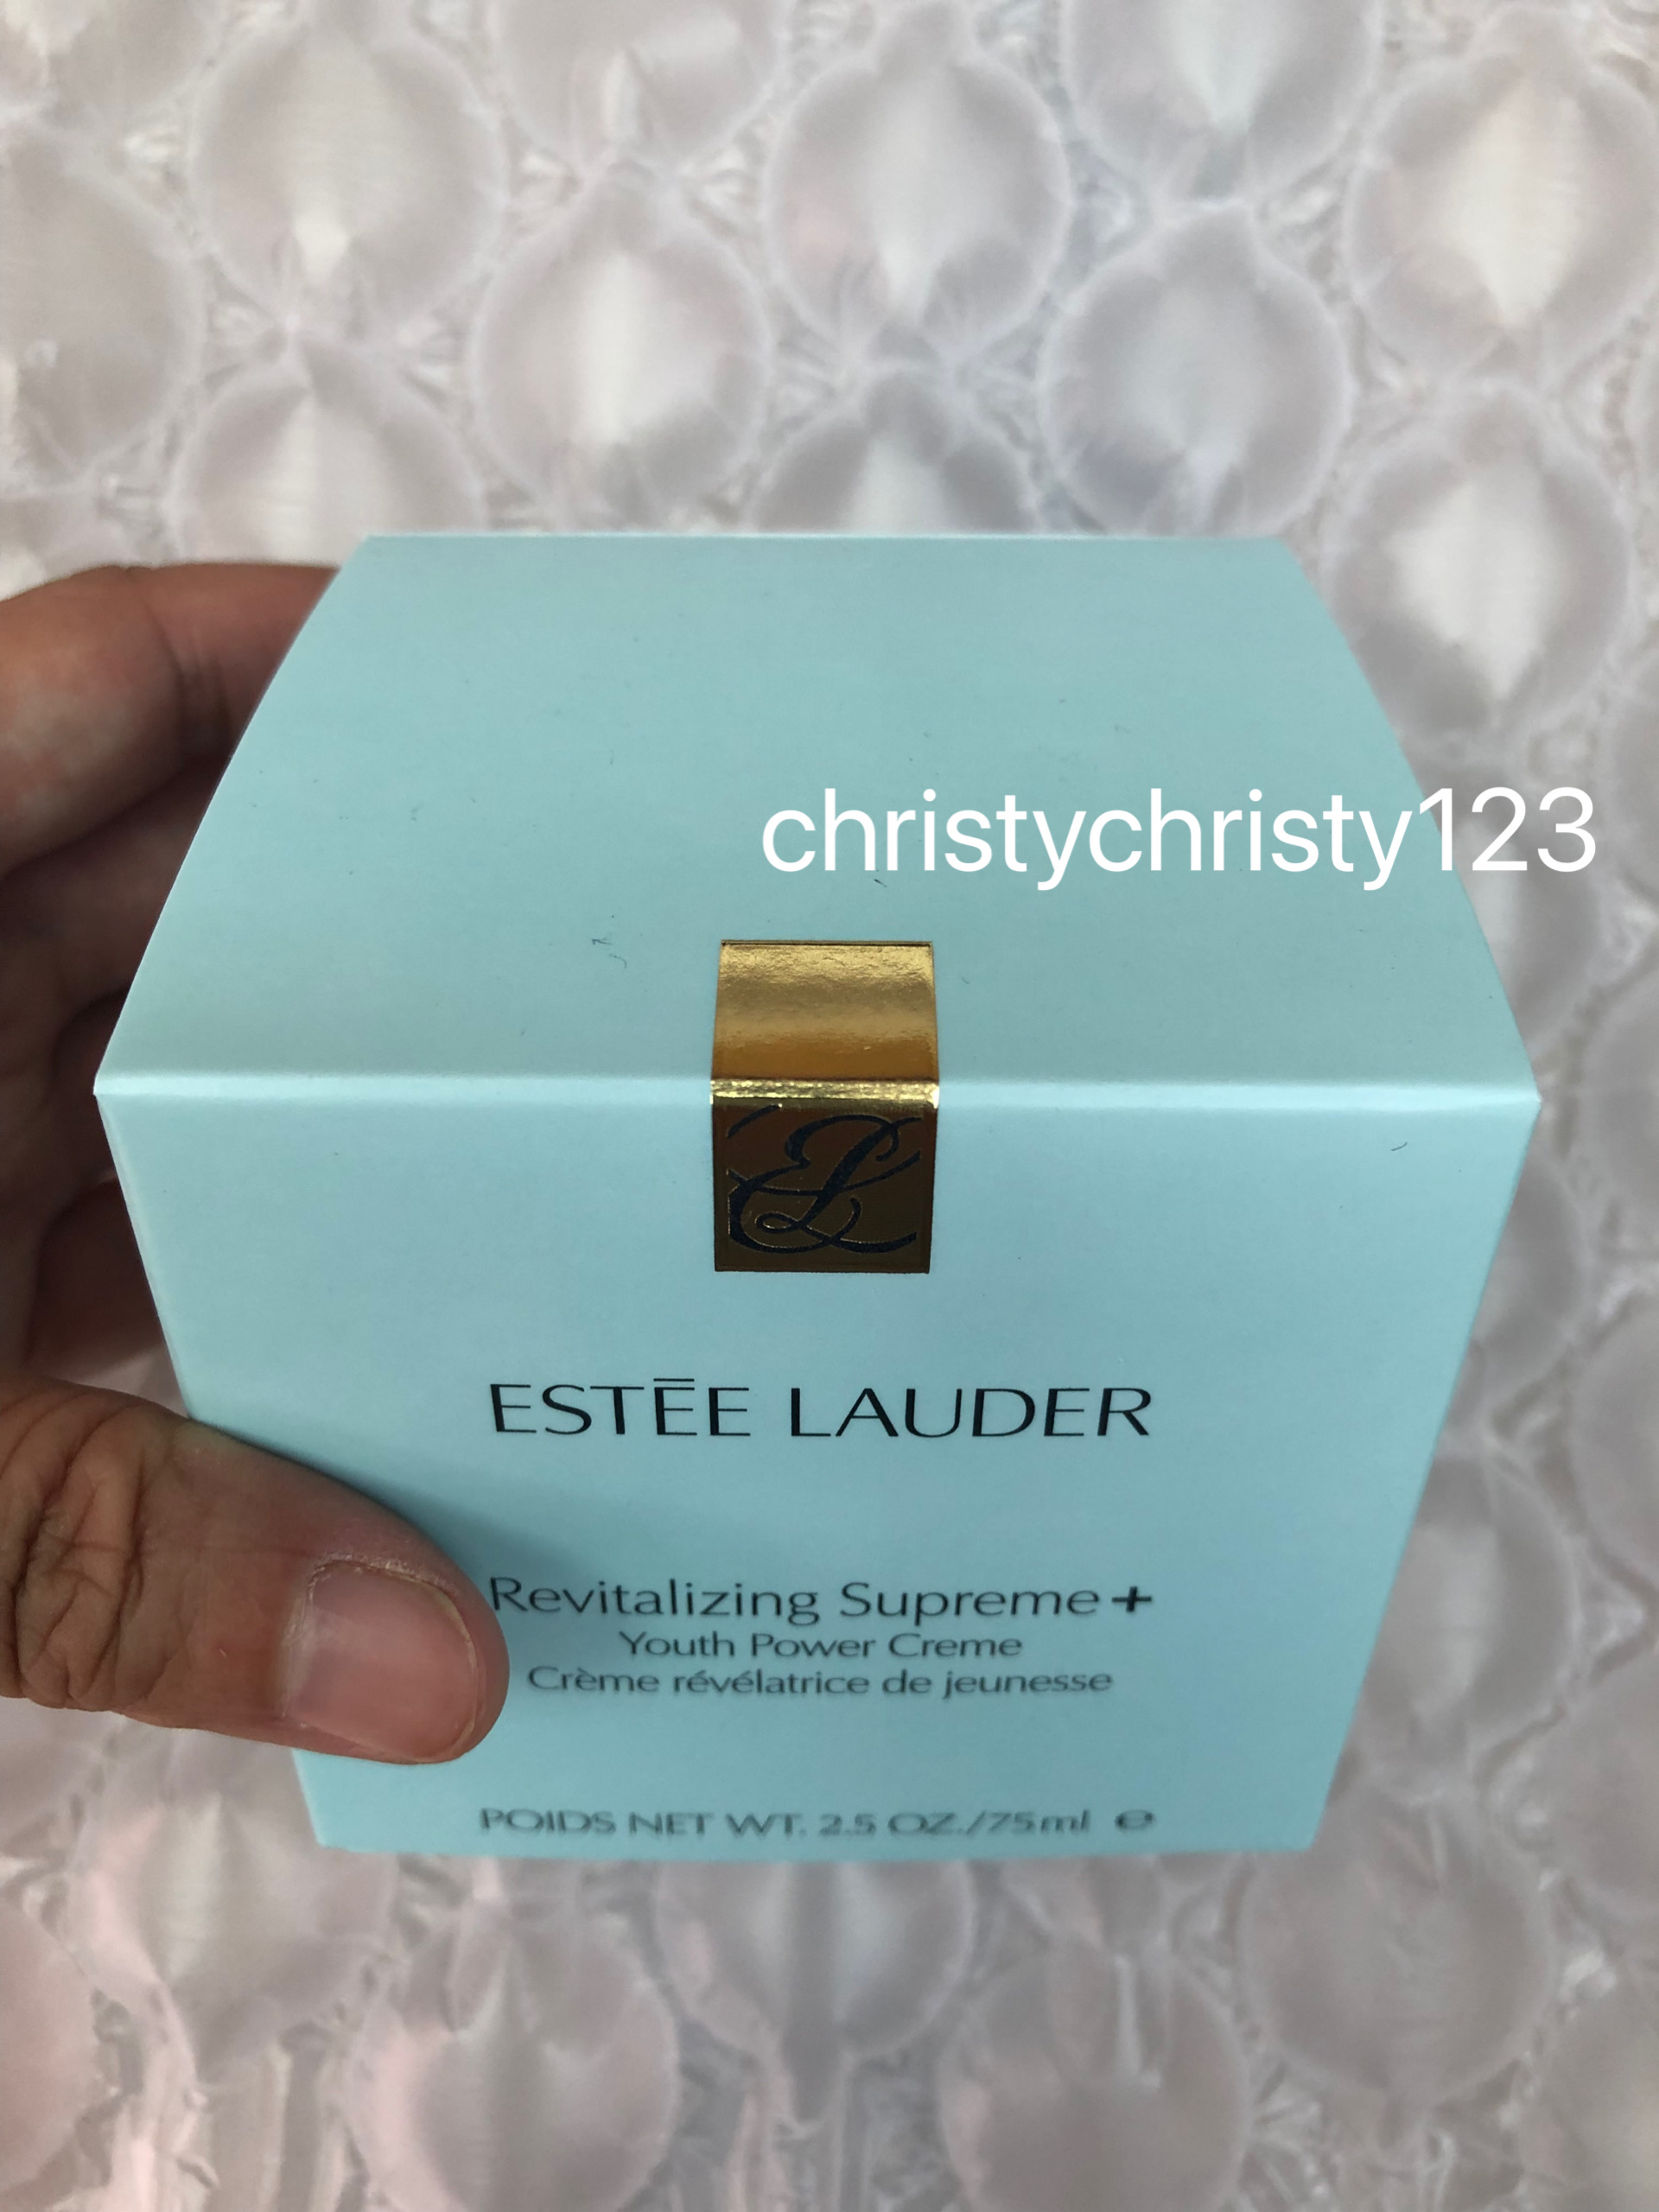 christychristy123
EL
ESTĒE LAUDER
Revitalizing Supreme+
Youth Power Creme
Crème révélatrice de jeunesse
POIDS NET WT. 2.5 OZ./75ml ℮